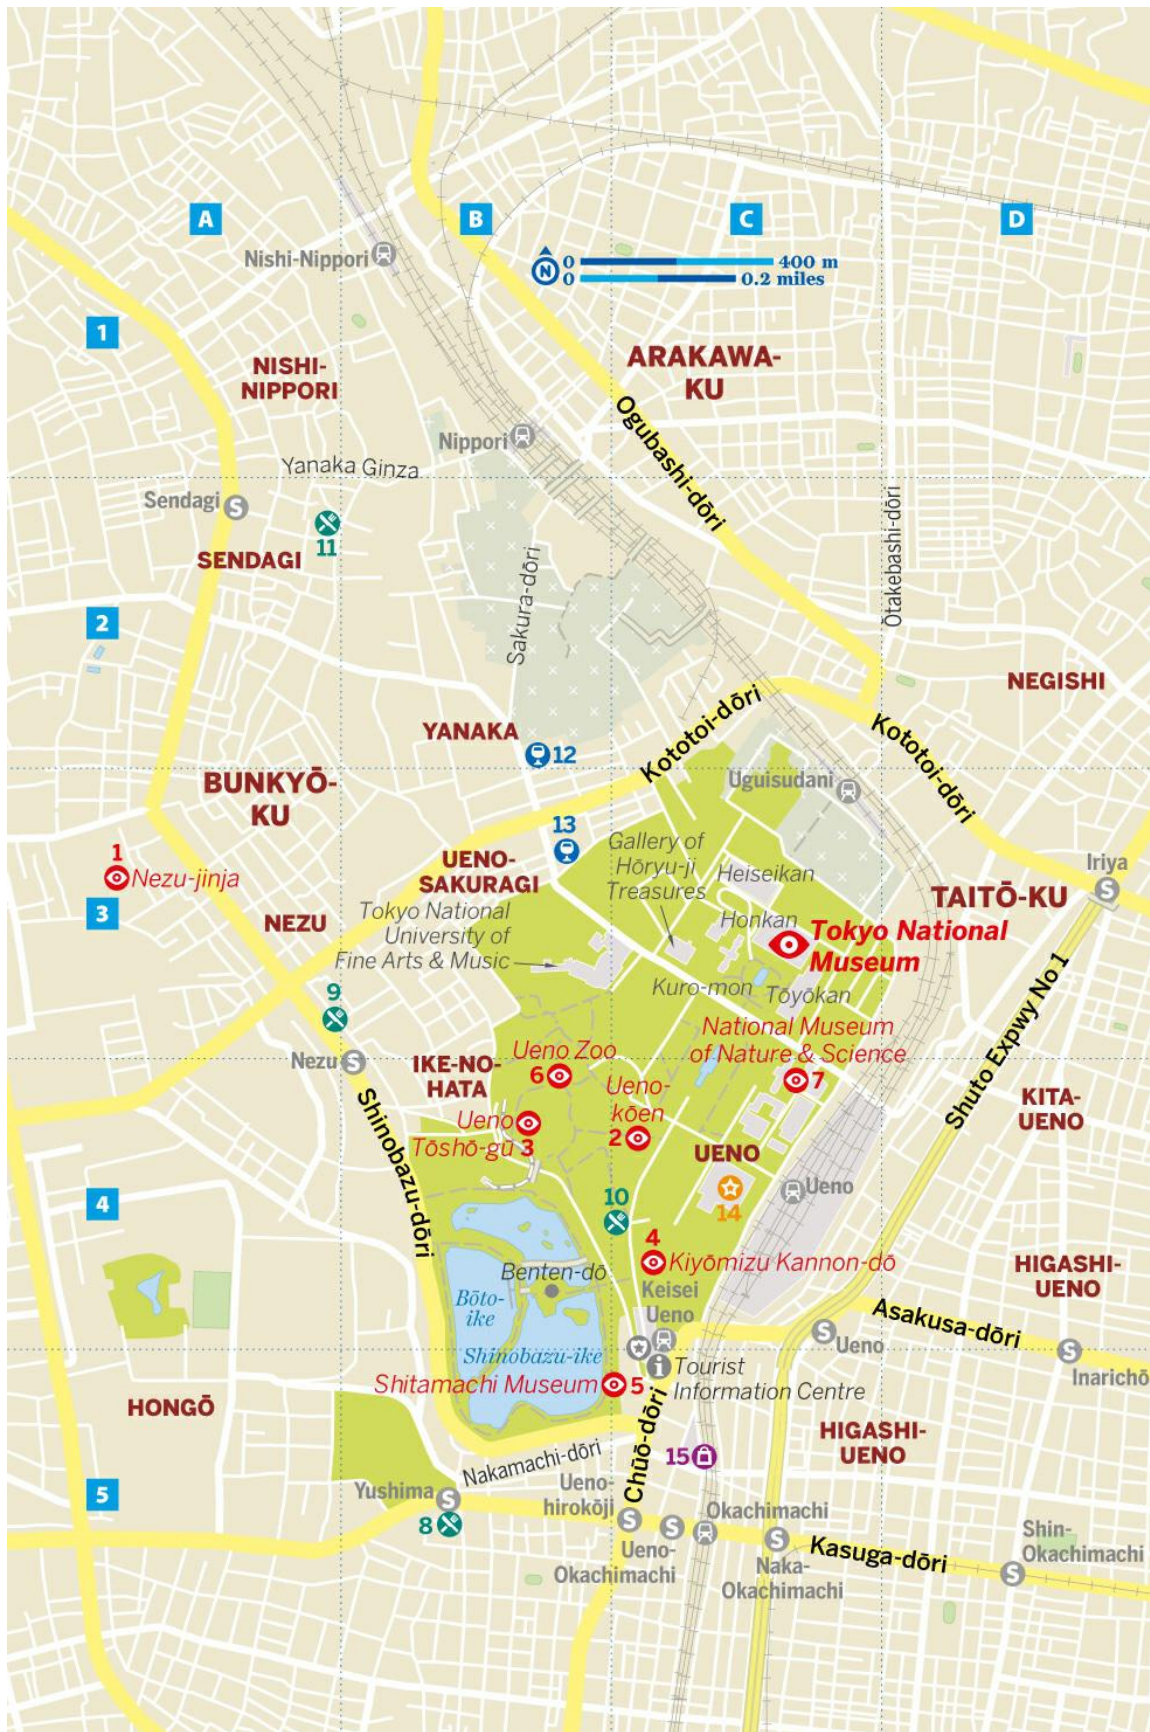 A
B
C
D
Nishi-Nippori
0
400 m
N
0
0.2 miles
1
NISHI-
NIPPORI
ARAKAWA-
KU
Ogubashi-dōri
Nippori
Yanaka Ginza
Sendagi
S
11
SENDAGI
Sakura-dōri
Otakebashi-dōri
2
NEGISHI
YANAKA
12
Kototoi-dōri
Kototoi-dōri
BUNKYŌ-
KU
Uguisudani
13
Gallery of
Hōryu-ji
Treasures
Heiseikan
1
Nezu-jinja
UENO-
SAKURAGI
Iriya
S
3
NEZU
Tokyo National
University of
Fine Arts & Music
Honkan
TAITŌ-KU
Tokyo National
Museum
Kuro-mon
Tōyōkan
9
National Museum
of Nature & Science
7
Shuto Expwy No 1
Nezu
S
IKE-NO-
HATA
Ueno Zoo
6
Ueno-
kōen
2
KITA-
UENO
Shinobazu-dōri
Ueno
Tōshō-gū 3
UENO
4
10
14
Ueno
4
Kiyōmizu Kannon-dō
HIGASHI-
UENO
Benten-dō
Keisei
Ueno
Bōto-
ike
Asakusa-dōri
S
Ueno
S
Inarichō
Shinobazu-ike
i
Tourist
Information Centre
Shitamachi Museum
5
HONGŌ
Chūō-dōri
HIGASHI-
UENO
15
Nakamachi-dōri
5
Yushima
S
8
Ueno-
hirokōji
S
S
Okachimachi
S
Ueno-
Okachimachi
Naka-
Okachimachi
Kasuga-dōri
Shin-
Okachimachi
S